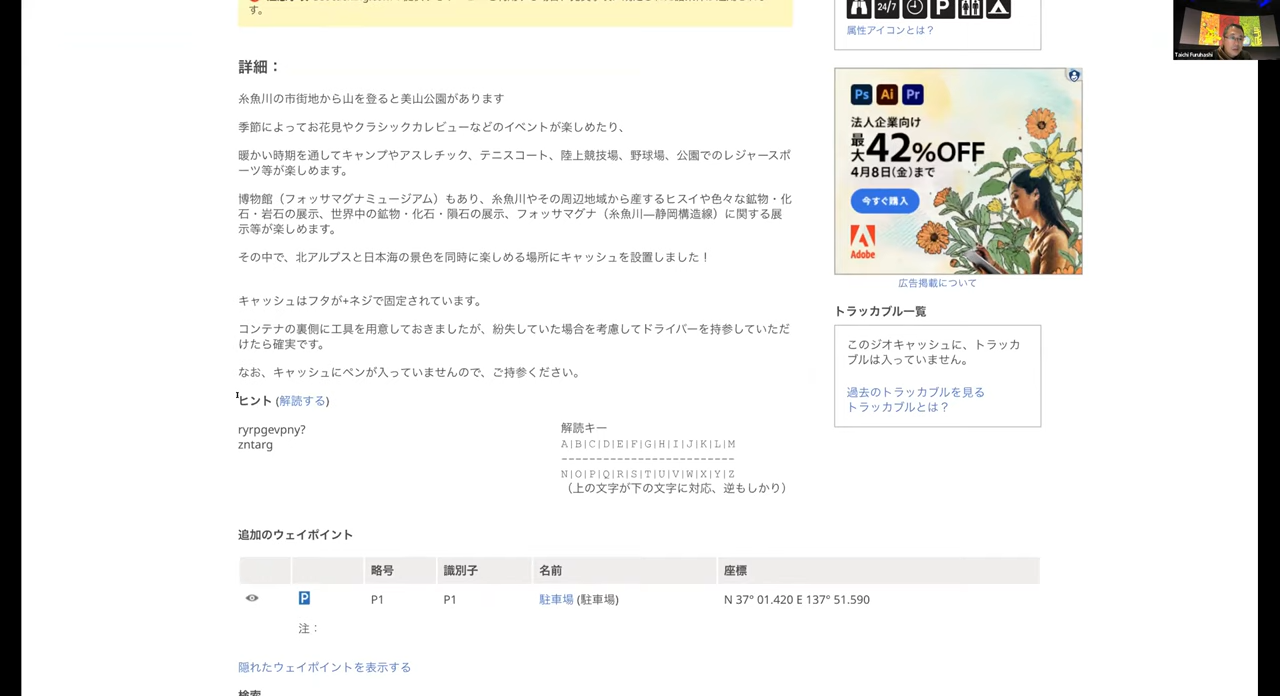 す。
24/7
P
属性アイコンとは？
Taichi Furuhashi
詳細：
糸魚川の市街地から山を登ると美山公園があります
季節によってお花見やクラシックカレビューなどのイベントが楽しめたり、
暖かい時期を通してキャンプやアスレチック、テニスコート、陸上競技場、野球場、公園でのレジャースポ
ーツ等が楽しめます。
博物館（フォッサマグナミュージアム）もあり、糸魚川やその周辺地域から産するヒスイや色々な鉱物・化
石・岩石の展示、世界中の鉱物・化石・隕石の展示、フォッサマグナ（糸魚川―静岡構造線）に関する展
示等が楽しめます。
その中で、北アルプスと日本海の景色を同時に楽しめる場所にキャッシュを設置しました！
キャッシュはフタが+ネジで固定されています。
コンテナの裏側に工具を用意しておきましたが、紛失していた場合を考慮してドライバーを持参していただ
けたら確実です。
なお、キャッシュにペンが入っていませんので、ご持参ください。
ヒント (解読する)
ryrpgevpny?
zntarg
解読キー
A|B|C|D|E|F|G|H|I|J|K|L|M
-------------------------
N|O|P|Q|R|S|T|U|V|W|X|Y|Z
（上の文字が下の文字に対応、逆もしかり）
Ps Ai Pr
法人企業向け
最大42%OFF
4月8日(金)まで
今すぐ購入
Adobe
広告掲載について
トラッカブル一覧
このジオキャッシュに、トラッカ
ブルは入っていません。
過去のトラッカブルを見る
トラッカブルとは？
追加のウェイポイント
略号 識別子 名前 座標
P P1 P1 駐車場 (駐車場) N 37° 01.420 E 137° 51.590
注：
隠れたウェイポイントを表示する
検索